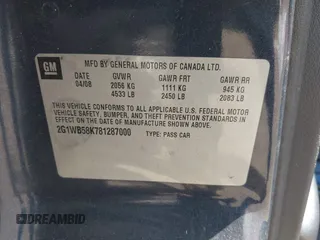 MFD BY GENERAL MOTORS OF CANADA LTD.
GM
DATE GVWR GAWR FRT GAWR RR
04/08 2056 KG 1111 KG 945 KG
4533 LB 2450 LB 2083 LB
THIS VEHICLE CONFORMS TO ALL APPLICABLE U.S. FEDERAL MOTOR
VEHICLE SAFETY, BUMPER, AND THEFT PREVENTION
STANDARDS IN EFFECT ON THE
DATE OF MANUFACTURE SHOWN ABOVE.
2G1WB58K781287000 TYPE: PASS CAR
DREAMBID